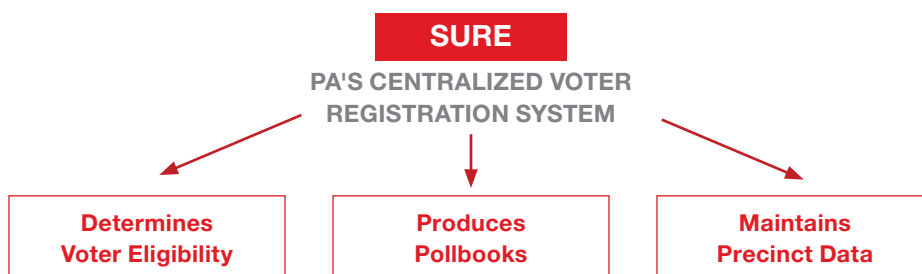 SURE
PA'S CENTRALIZED VOTER
REGISTRATION SYSTEM
Determines
Voter Eligibility
Produces
Pollbooks
Maintains
Precinct Data